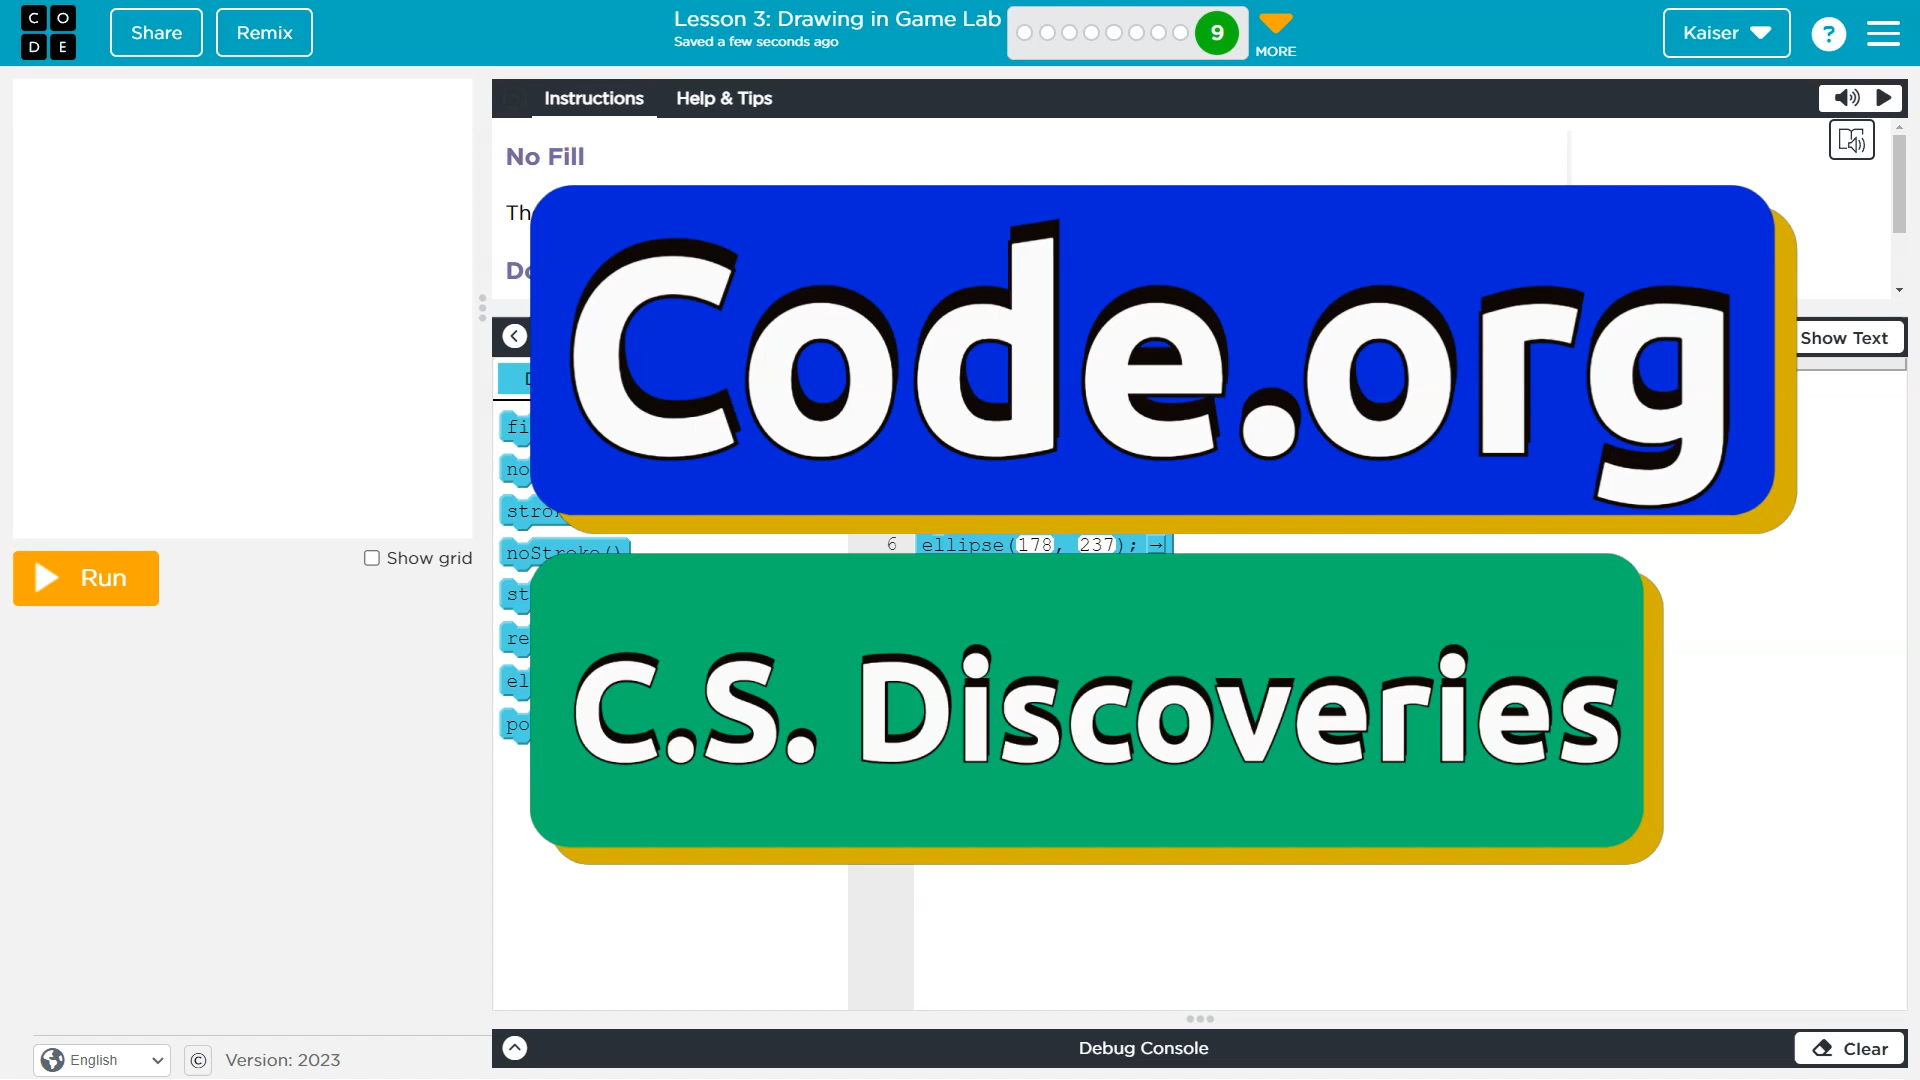 C O
D E
Share
Remix
Lesson 3: Drawing in Game Lab
Saved a few seconds ago
9
MORE
Kaiser
?
Instructions
Help & Tips
No Fill
Code.org
Show Text
stro
6 ellipse(178, 237);
noStroke()
C.S. Discoveries
Run
Show grid
English
©
Version: 2023
Debug Console
Clear